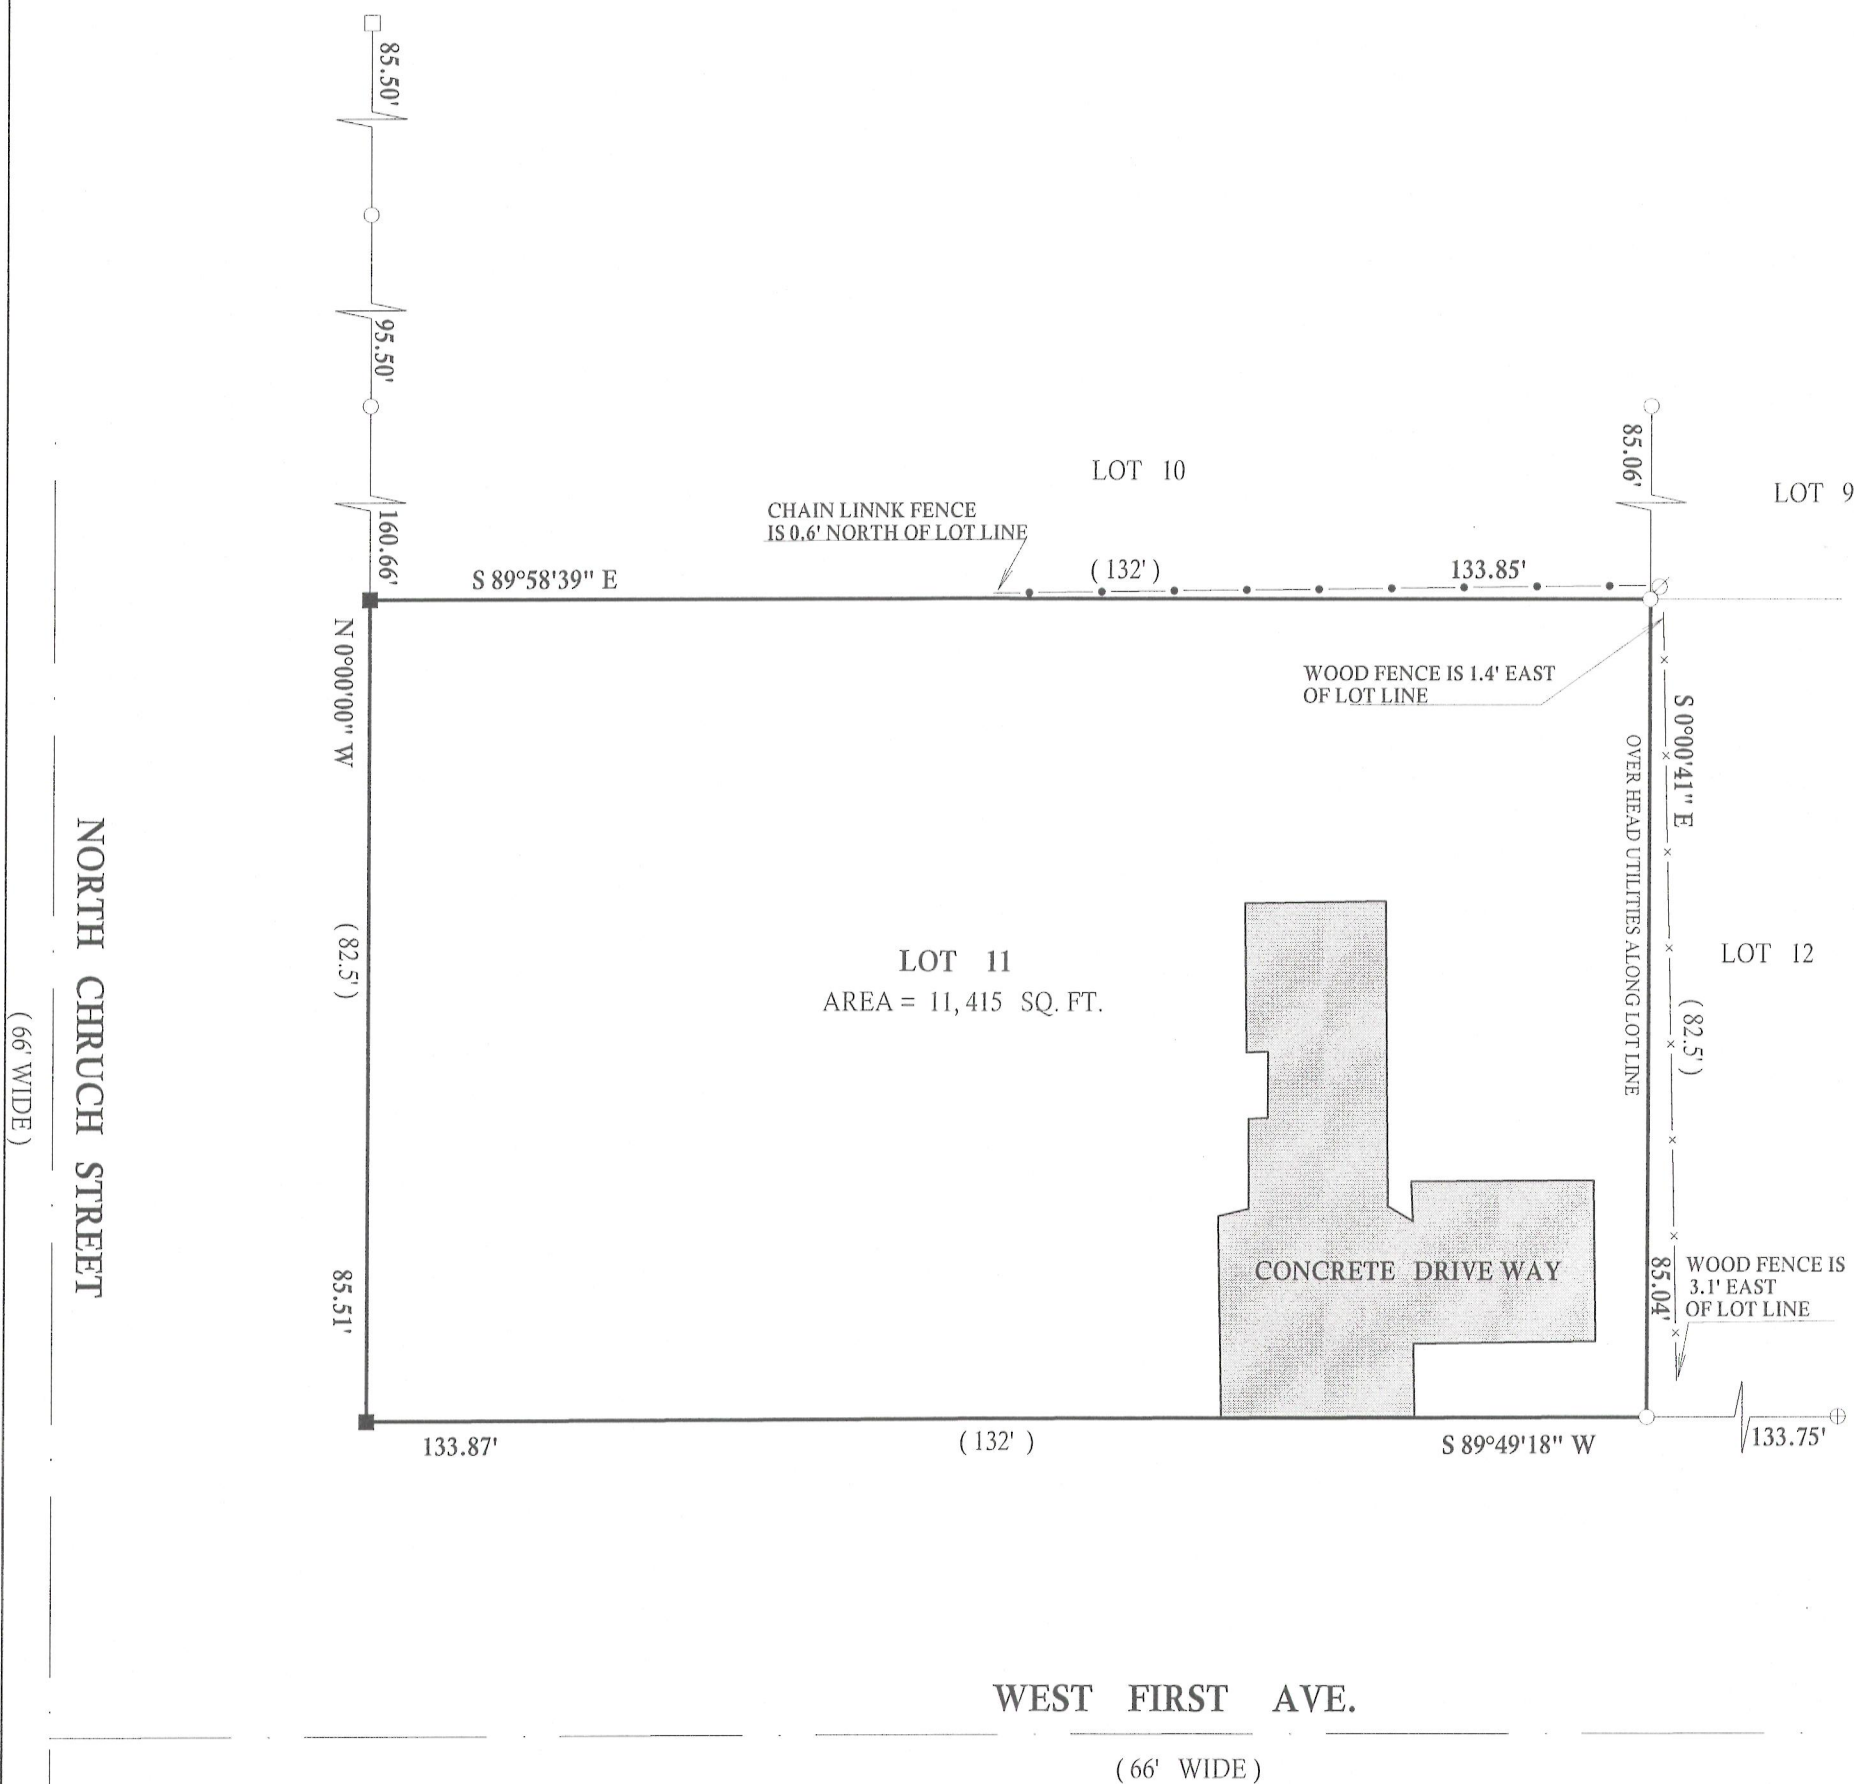 85.50'
95.50'
160.66'
85.06'
LOT 10
LOT 9
CHAIN LINNK FENCE
IS 0.6' NORTH OF LOT LINE
S 89°58'39" E
( 132' )
133.85'
N 0°00'00" W
( 82.5' )
85.51'
WOOD FENCE IS 1.4' EAST
OF LOT LINE
S 0°00'41" E
OVER HEAD UTILITIES ALONG LOT LINE
( 82.5' )
85.04'
LOT 11
AREA = 11,415 SQ. FT.
LOT 12
CONCRETE DRIVE WAY
WOOD FENCE IS
3.1' EAST
OF LOT LINE
133.87'
( 132' )
S 89°49'18" W
133.75'
NORTH CHRUCH STREET
( 66' WIDE )
WEST FIRST AVE.
( 66' WIDE )